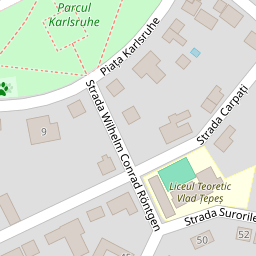 Parcul
Karlsruhe
Piața Karlsruhe
Strada Wilhelm Conrad Röntgen
Strada Carpați
9
Liceul Teoretic
Vlad Țepeș
Strada Surorile
52
50